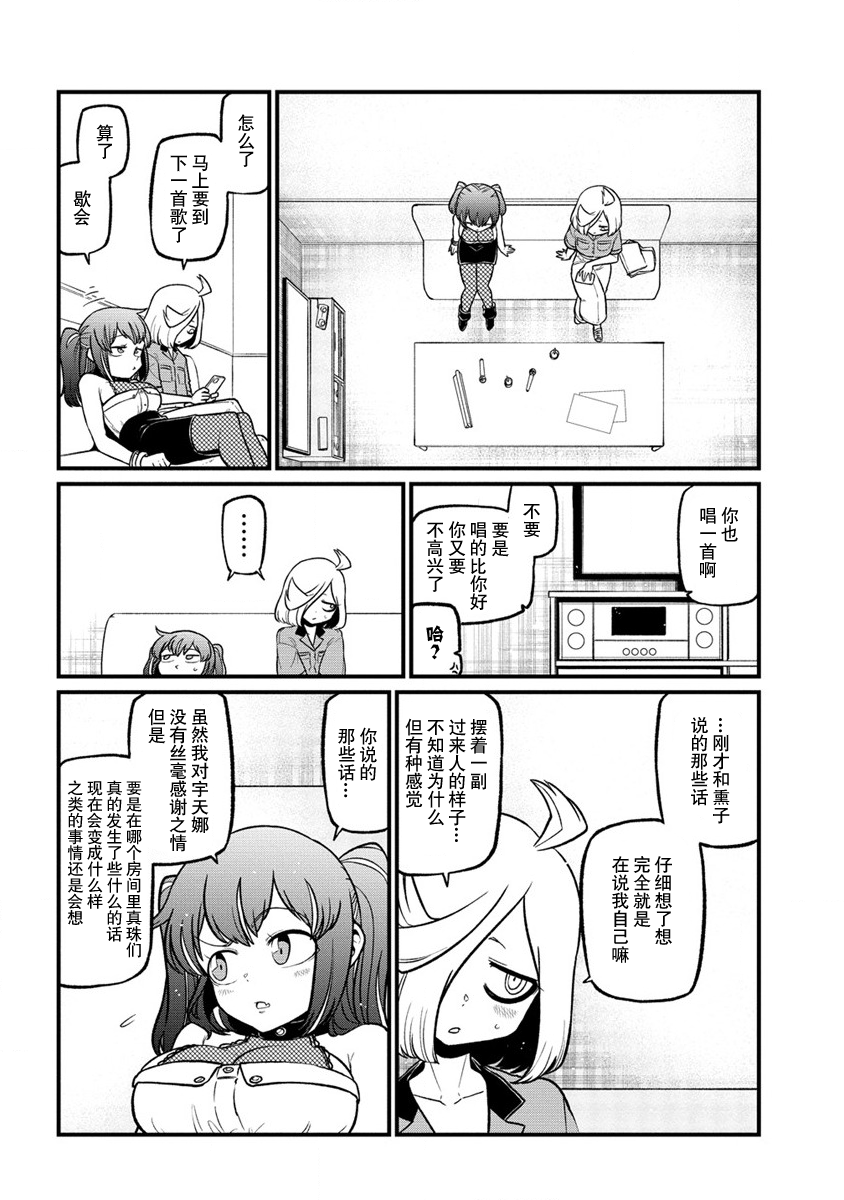 怎么了
马上要到
下一首歌了
算了
歇会
你也
唱一首啊
不要
要是
唱的比你好
你又要
不高兴了
哈？
……
…刚才和熏子
说的那些话
仔细想了想
完全就是
在说我自己嘛
摆着一副
过来人的样子…
不知道为什么
但有种感觉
你说的
那些话…
虽然我对宇天娜
没有丝毫感谢之情
但是
要是在哪个房间里真珠们
真的发生了些什么的话
现在会变成什么样
之类的事情还是会想